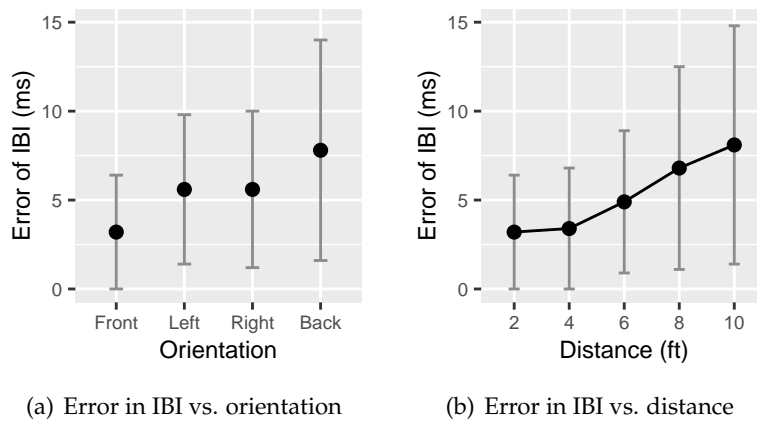 15
10
5
0
Error of IBI (ms)
Front Left Right Back
Orientation
(a) Error in IBI vs. orientation
15
10
5
0
Error of IBI (ms)
2 4 6 8 10
Distance (ft)
(b) Error in IBI vs. distance